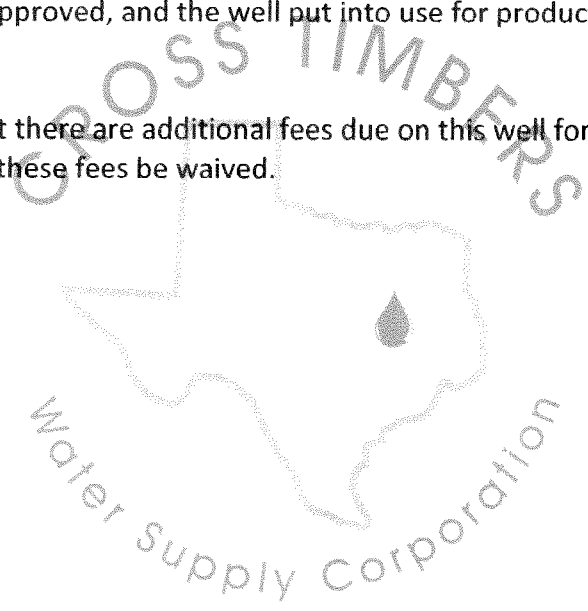 pproved, and the well put into use for produc
CROSS TIMBERS
t there are additional fees due on this well for
these fees be waived.
Water Supply Corporation